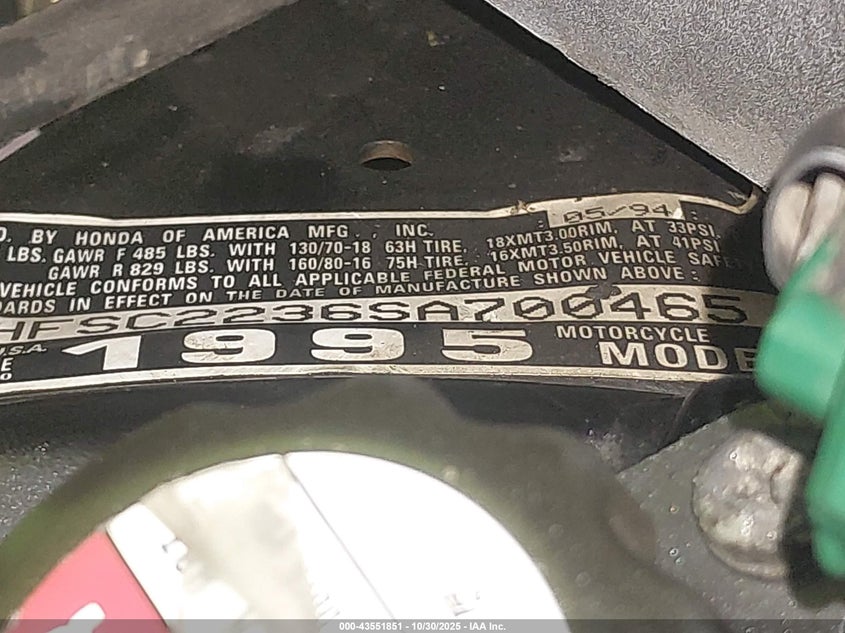 05/94
D. BY HONDA OF AMERICA MFG., INC.
LBS. GAWR F 485 LBS. WITH 130/70-18 63H TIRE, 18XMT3.00RIM, AT 33PSI
GAWR R 829 LBS. WITH 160/80-16 75H TIRE, 16XMT3.50RIM, AT 41PSI
VEHICLE CONFORMS TO ALL APPLICABLE FEDERAL MOTOR VEHICLE SAFETY
DARDS IN EFFECT ON THE DATE OF MANUFACTURE SHOWN ABOVE:
HFSC2236SA700465
U.S.A. 1995 MOTORCYCLE
MODE
000-43551851 - 10/30/2025 - IAA Inc.